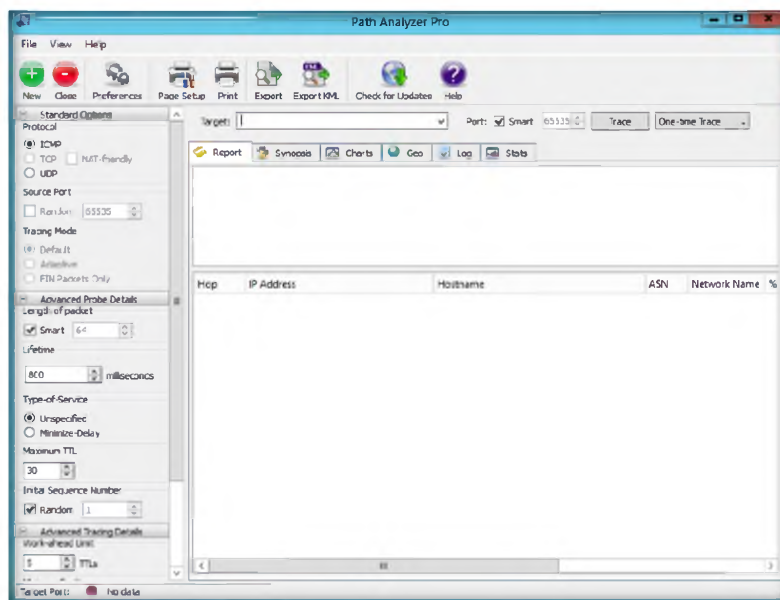 Path Analyzer Pro
File View Help
New Close Preferences Page Setup Print Export Export KML Check for Updates Help
Standard Options
Target: Port: Smart 65535 Trace One-time Trace
Protocol
ICMP
TCP NAT-friendly
UDP
Source Port
Random 65535
Tracing Mode
Default
Adaptive
FIN Packets Only
Report Synopsis Charts Geo Log Stats
Hop IP Address Hostname ASN Network Name %
Advanced Probe Details
Length of packet
Smart 64
Lifetime
800 milliseconds
Type-of-Service
Unspecified
Minimize-Delay
Maximum TTL
30
Initial Sequence Number
Random 1
Advanced Tracing Details
Work-ahead Limit
5 TTLs
Target Port: No data